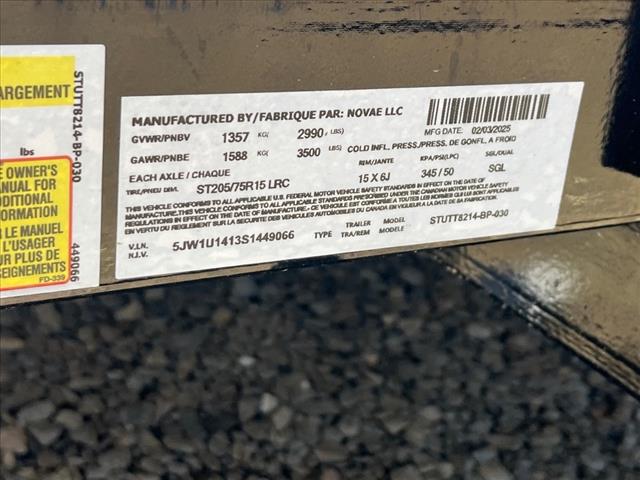 ARGEMENT
STUTT8214-BP-030
lbs
E OWNER'S
ANUAL FOR
ADDITIONAL
FORMATION
LE MANUEL
L'USAGER
UR PLUS DE
SEIGNEMENTS
FD-339
449066
MANUFACTURED BY/FABRIQUE PAR: NOVAE LLC
GVWR/PNBV 1357 KG( 2990 LBS) MFG DATE: 02/03/2025
GAWR/PNBE 1588 KG( 3500 LBS) COLD INFL. PRESS./PRESS. DE GONFL. A FROID
EACH AXLE / CHAQUE RIM/JANTE KPA/PSI(LPC) SGL/DUAL
TIRE/PNEU DIM. ST205/75R15 LRC 15 X 6J 345/ 50 SGL
THIS VEHICLE CONFORMS TO ALL APPLICABLE U.S. FEDERAL MOTOR VEHICLE SAFETY STANDARDS IN EFFECT ON THE DATE OF
V.I.N. 5JW1U1413S1449066 TYPE TRAILER MODEL: STUTT8214-BP-030
N.I.V. TRA/REM MODELE: